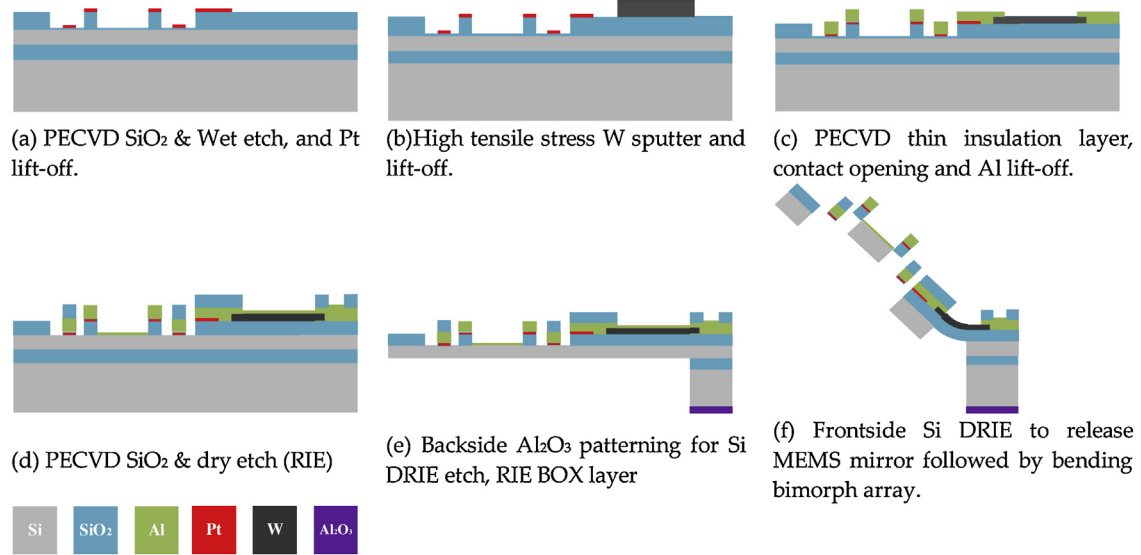 (a) PECVD SiO₂ & Wet etch, and Pt
lift-off.
(b)High tensile stress W sputter and
lift-off.
(c) PECVD thin insulation layer,
contact opening and Al lift-off.
(d) PECVD SiO₂ & dry etch (RIE)
(e) Backside Al₂O₃ patterning for Si
DRIE etch, RIE BOX layer
(f) Frontside Si DRIE to release
MEMS mirror followed by bending
bimorph array.
Si SiO₂ Al Pt W Al₂O₃